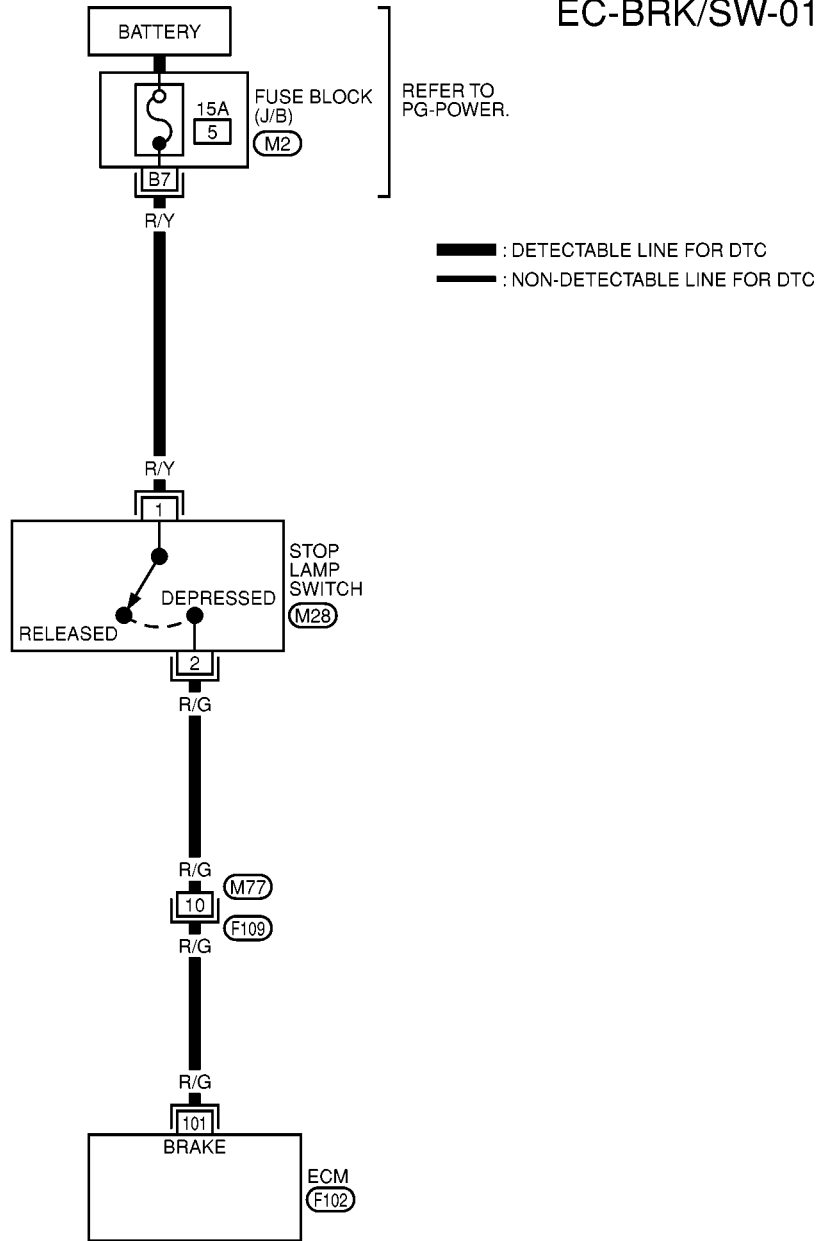 EC-BRK/SW-01
BATTERY
FUSE BLOCK
(J/B)
15A
5
M2
REFER TO
PG-POWER.
B7
R/Y
: DETECTABLE LINE FOR DTC
: NON-DETECTABLE LINE FOR DTC
R/Y
1
STOP
LAMP
SWITCH
M28
DEPRESSED
RELEASED
2
R/G
R/G
M77
10
F109
R/G
R/G
101
BRAKE
ECM
F102